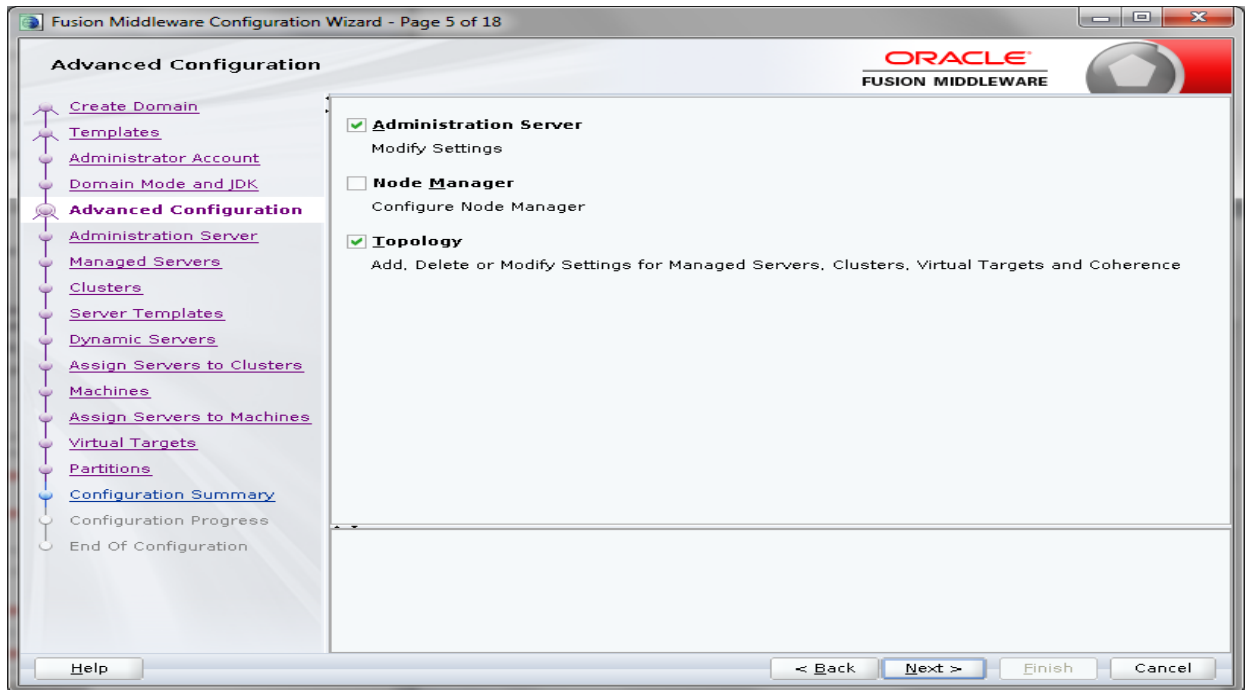 Fusion Middleware Configuration Wizard - Page 5 of 18
Advanced Configuration
ORACLE
FUSION MIDDLEWARE
Create Domain
Templates
Administrator Account
Domain Mode and JDK
Advanced Configuration
Administration Server
Managed Servers
Clusters
Server Templates
Dynamic Servers
Assign Servers to Clusters
Machines
Assign Servers to Machines
Virtual Targets
Partitions
Configuration Summary
Configuration Progress
End Of Configuration
Administration Server
Modify Settings
Node Manager
Configure Node Manager
Topology
Add, Delete or Modify Settings for Managed Servers, Clusters, Virtual Targets and Coherence
Help
< Back
Next >
Finish
Cancel